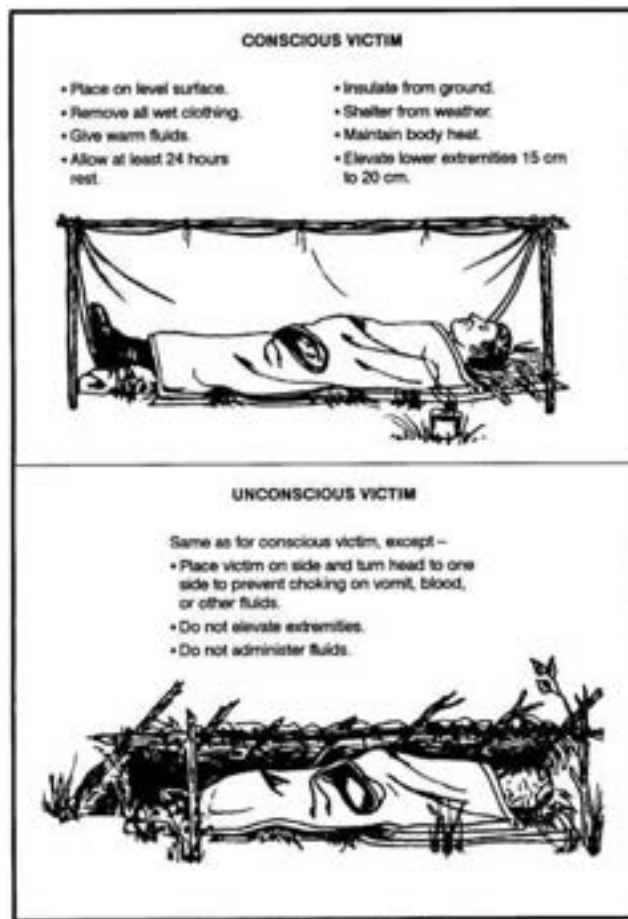 CONSCIOUS VICTIM
• Place on level surface.
• Remove all wet clothing.
• Give warm fluids.
• Allow at least 24 hours
rest.
• Insulate from ground.
• Shelter from weather.
• Maintain body heat.
• Elevate lower extremities 15 cm
to 20 cm.
UNCONSCIOUS VICTIM
Same as for conscious victim, except –
• Place victim on side and turn head to one
side to prevent choking on vomit, blood,
or other fluids.
• Do not elevate extremities.
• Do not administer fluids.